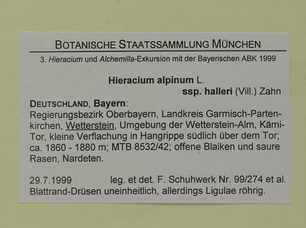 BOTANISCHE STAATSSAMMLUNG MÜNCHEN
3. Hieracium und Alchemilla-Exkursion mit der Bayerischen ABK 1999
Hieracium alpinum L.
ssp. halleri (Vill.) Zahn
DEUTSCHLAND, Bayern:
Regierungsbezirk Oberbayern, Landkreis Garmisch-Parten-
kirchen, Wetterstein, Umgebung der Wetterstein-Alm, Kämi-
Tor, kleine Verflachung in Hangrippe südlich über dem Tor;
ca. 1860 - 1880 m; MTB 8532/42; offene Blaiken und saure
Rasen, Nardeten.
29.7.1999 leg. et det. F. Schuhwerk Nr. 99/274 et al.
Blattrand-Drüsen uneinheitlich, allerdings Ligulae röhrig.